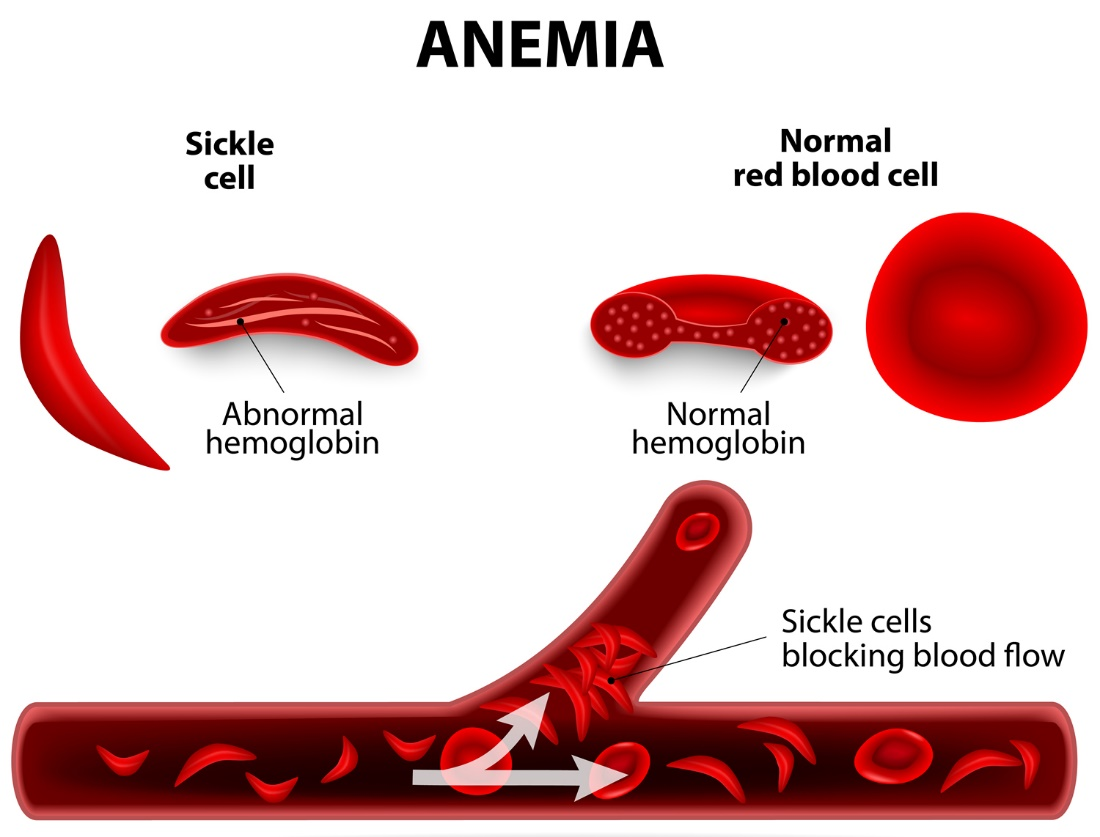 ANEMIA
Sickle
cell
Normal
red blood cell
Abnormal
hemoglobin
Normal
hemoglobin
Sickle cells
blocking blood flow